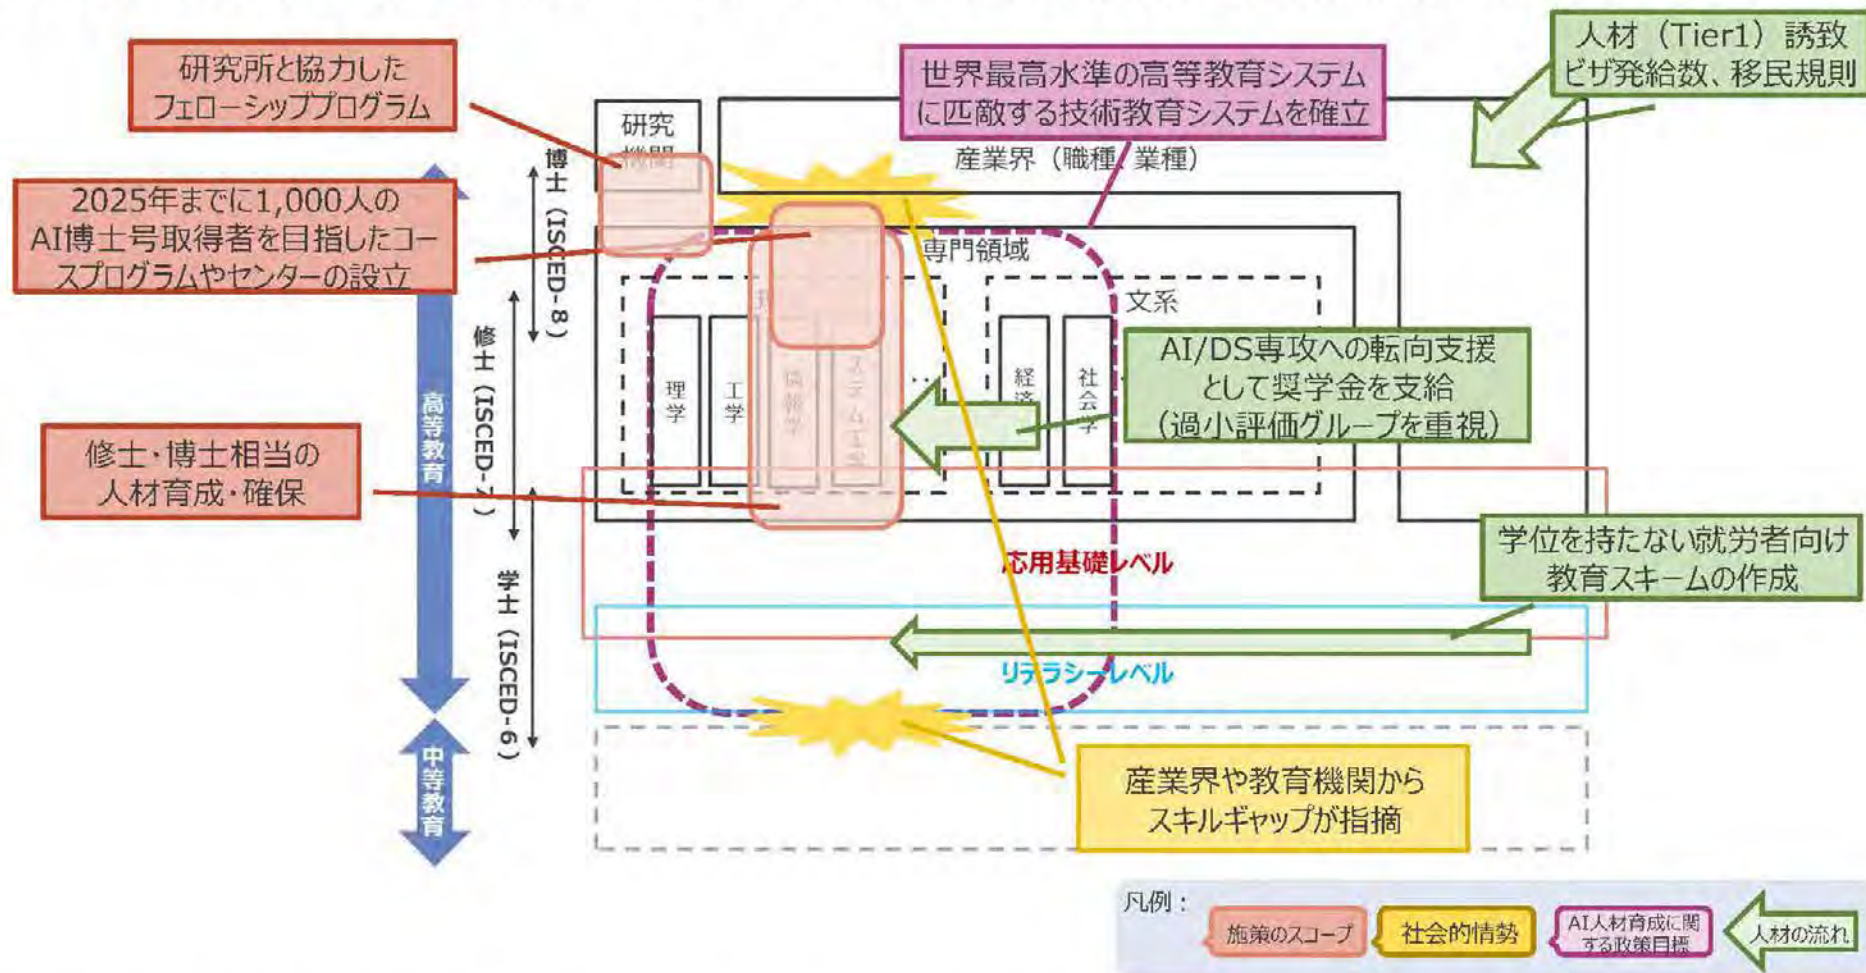 人材（Tier1）誘致
ビザ発給数、移民規則
研究所と協力した
フェローシッププログラム
世界最高水準の高等教育システム
に匹敵する技術教育システムを確立
研究
機関
産業界（職種、業種）
2025年までに1,000人の
AI博士号取得者を目指したコー
スプログラムやセンターの設立
博士（ISCED-8）
修士（ISCED-7）
学士（ISCED-6）
高等教育
中等教育
専門領域
文系
理学
工学
情報学
システム工学
…
経済
社会学
AI/DS専攻への転向支援
として奨学金を支給
（過小評価グループを重視）
修士・博士相当の
人材育成・確保
応用基礎レベル
学位を持たない就労者向け
教育スキームの作成
リテラシーレベル
産業界や教育機関から
スキルギャップが指摘
凡例：
施策のスコープ
社会的情勢
AI人材育成に関
する政策目標
人材の流れ